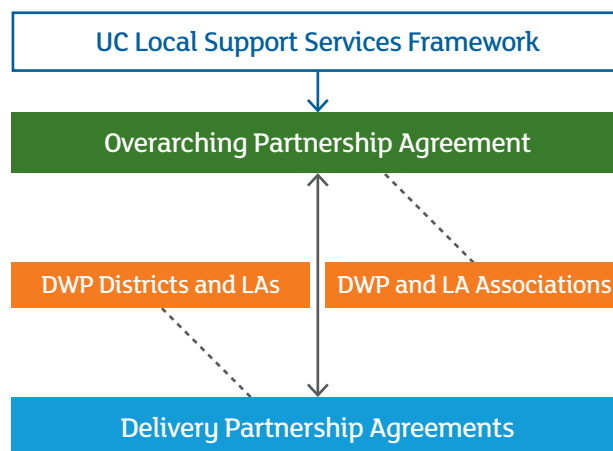 UC Local Support Services Framework
Overarching Partnership Agreement
DWP Districts and LAs
DWP and LA Associations
Delivery Partnership Agreements